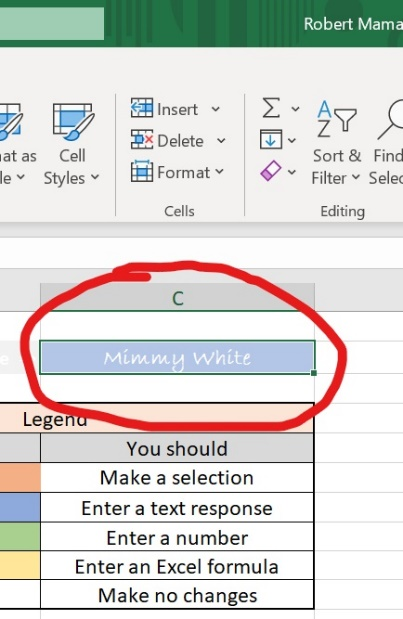 Robert Mama
Insert
Delete
Format
at as
Cell
le
Styles
Sort &
Filter
Find
Selec
Cells
Editing
C
e
Mimmy White
Legend
You should
Make a selection
Enter a text response
Enter a number
Enter an Excel formula
Make no changes